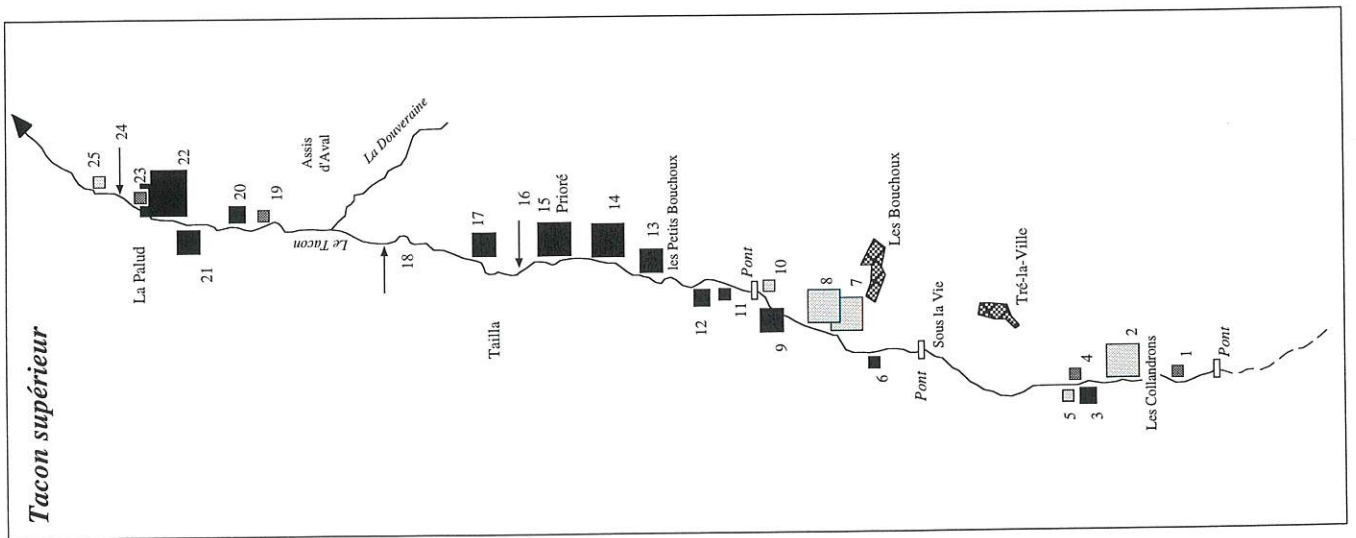 Tacon supérieur
25
24
23
22
La Palud
21
20
19
Assis
d'Aval
La Douveraine
Le Tacon
18
17
16
15
Prioré
14
13
les Petits Bouchoux
Tailla
12
11
Pont
10
9
8
7
Les Bouchoux
6
Pont
Sous la Vie
Tré-la-Ville
5
4
3
2
Les Collandrons
1
Pont